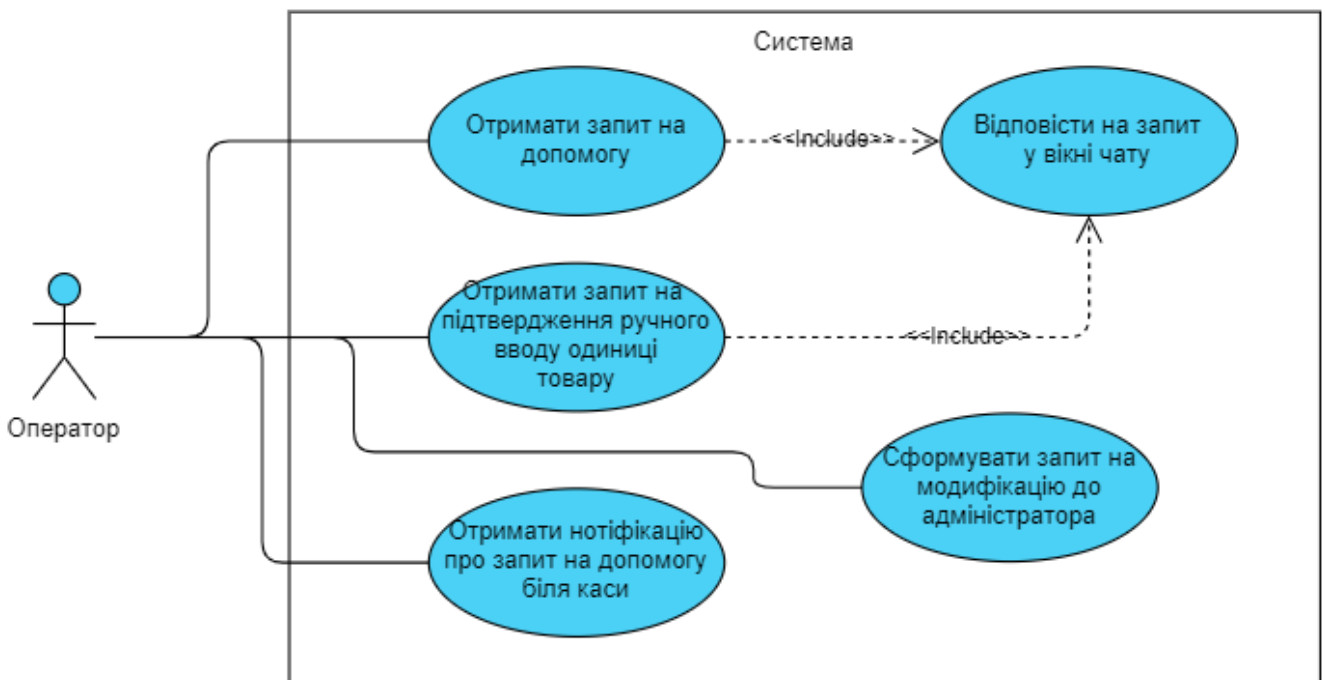 Система
Отримати запит на
допомогу
<<Include>>
Відповісти на запит
у вікні чату
Отримати запит на
підтвердження ручного
вводу одиниці
товару
<<Include>>
Оператор
Сформувати запит на
модифікацію до
адміністратора
Отримати нотіфікацію
про запит на допомогу
біля каси